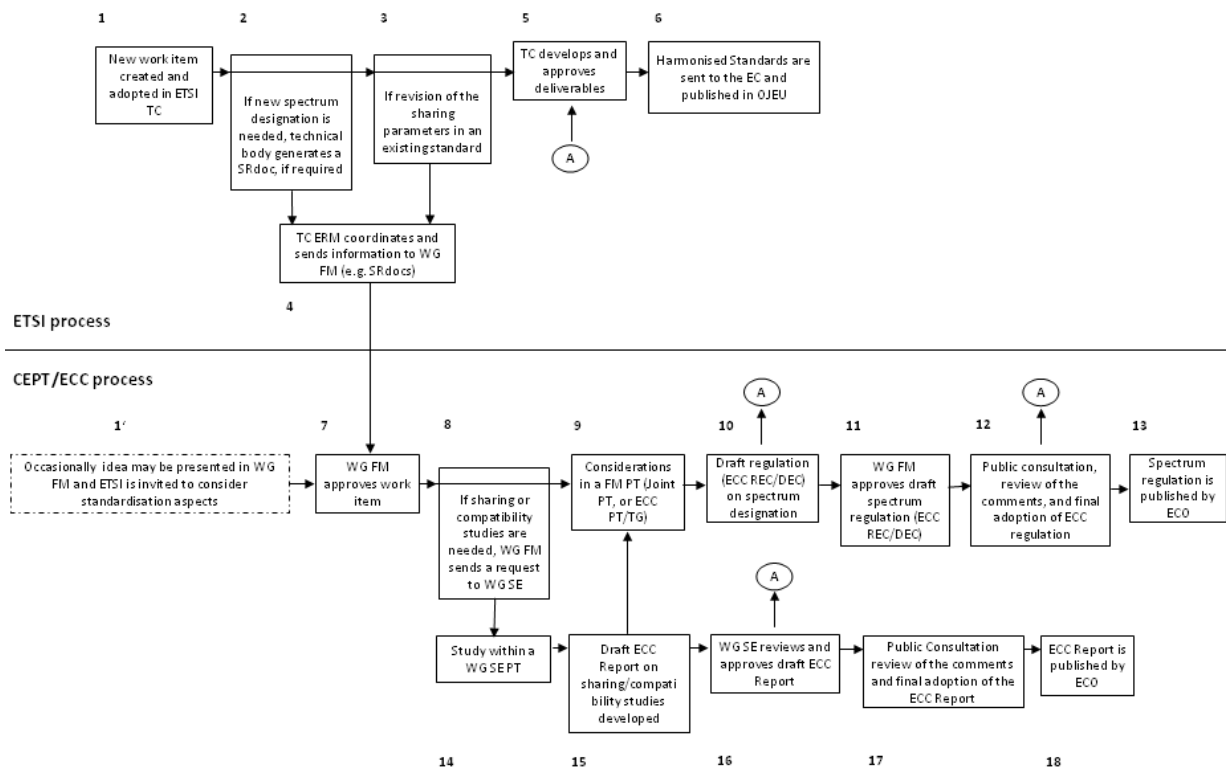 1
2
3
5
6
New work item
created and
adopted in ETSI
TC
If new spectrum
designation is
needed, technical
body generates a
SRdoc, if required
If revision of the
sharing
parameters in an
existing standard
TC develops and
approves
deliverables
Harmonised Standards are
sent to the EC and
published in OJEU
A
TC ERM coordinates and
sends information to WG
FM (e.g. SRdocs)
4
ETSI process
CEPT/ECC process
A
A
1'
7
8
9
10
11
12
13
Occasionally idea may be presented in WG
FM and ETSI is invited to consider
standardisation aspects
WG FM
approves work
item
If sharing or
compatibility
studies are
needed, WG FM
sends a request
to WG SE
Considerations
in a FM PT (Joint
PT, or ECC
PT/TG)
Draft regulation
(ECC REC/DEC)
on spectrum
designation
WG FM
approves draft
spectrum
regulation (ECC
REC/DEC)
Public consultation,
review of the
comments, and final
adoption of ECC
regulation
Spectrum
regulation is
published by
ECO
A
Study within a
WG SE PT
Draft ECC
Report on
sharing/compati
bility studies
developed
WG SE reviews and
approves draft ECC
Report
Public Consultation
review of the comments
and final adoption of the
ECC Report
ECC Report is
published by
ECO
14
15
16
17
18